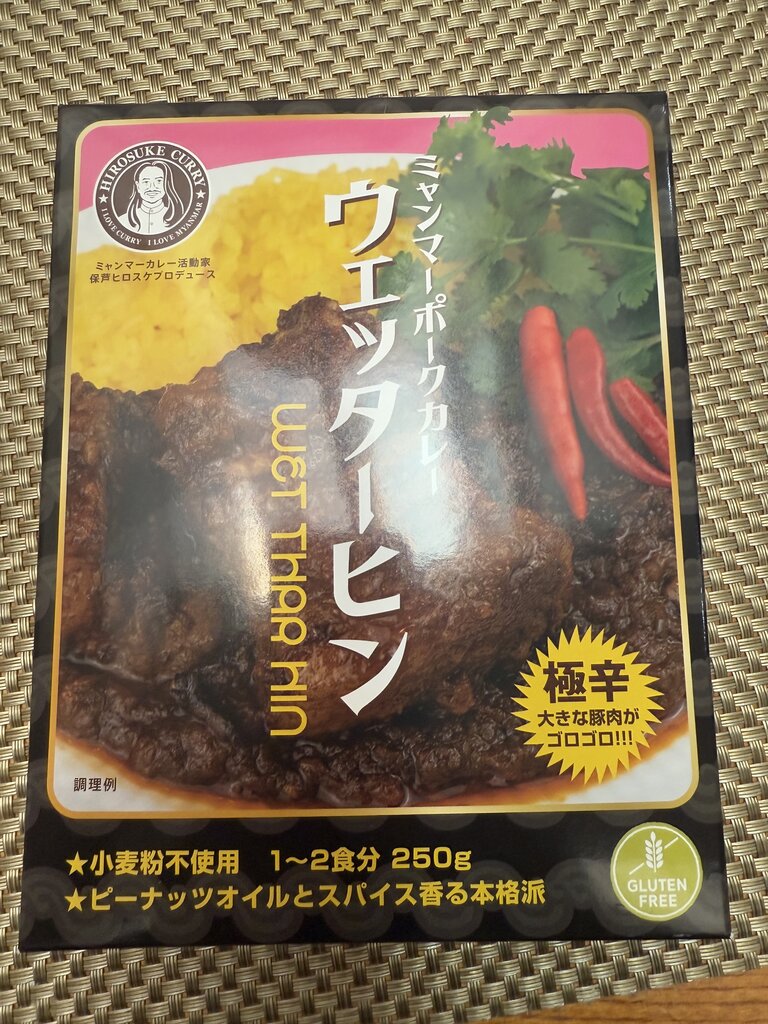 HIROSUKE CURRY
I LOVE CURRY I LOVE MYANMAR
ミャンマーカレー活動家
保芦ヒロスケプロデュース
ミャンマーポークカレー
ウェッターヒン
WET THAR HIN
極辛
大きな豚肉が
ゴロゴロ!!!
調理例
★小麦粉不使用 1〜2食分 250g
★ピーナッツオイルとスパイス香る本格派
GLUTEN
FREE